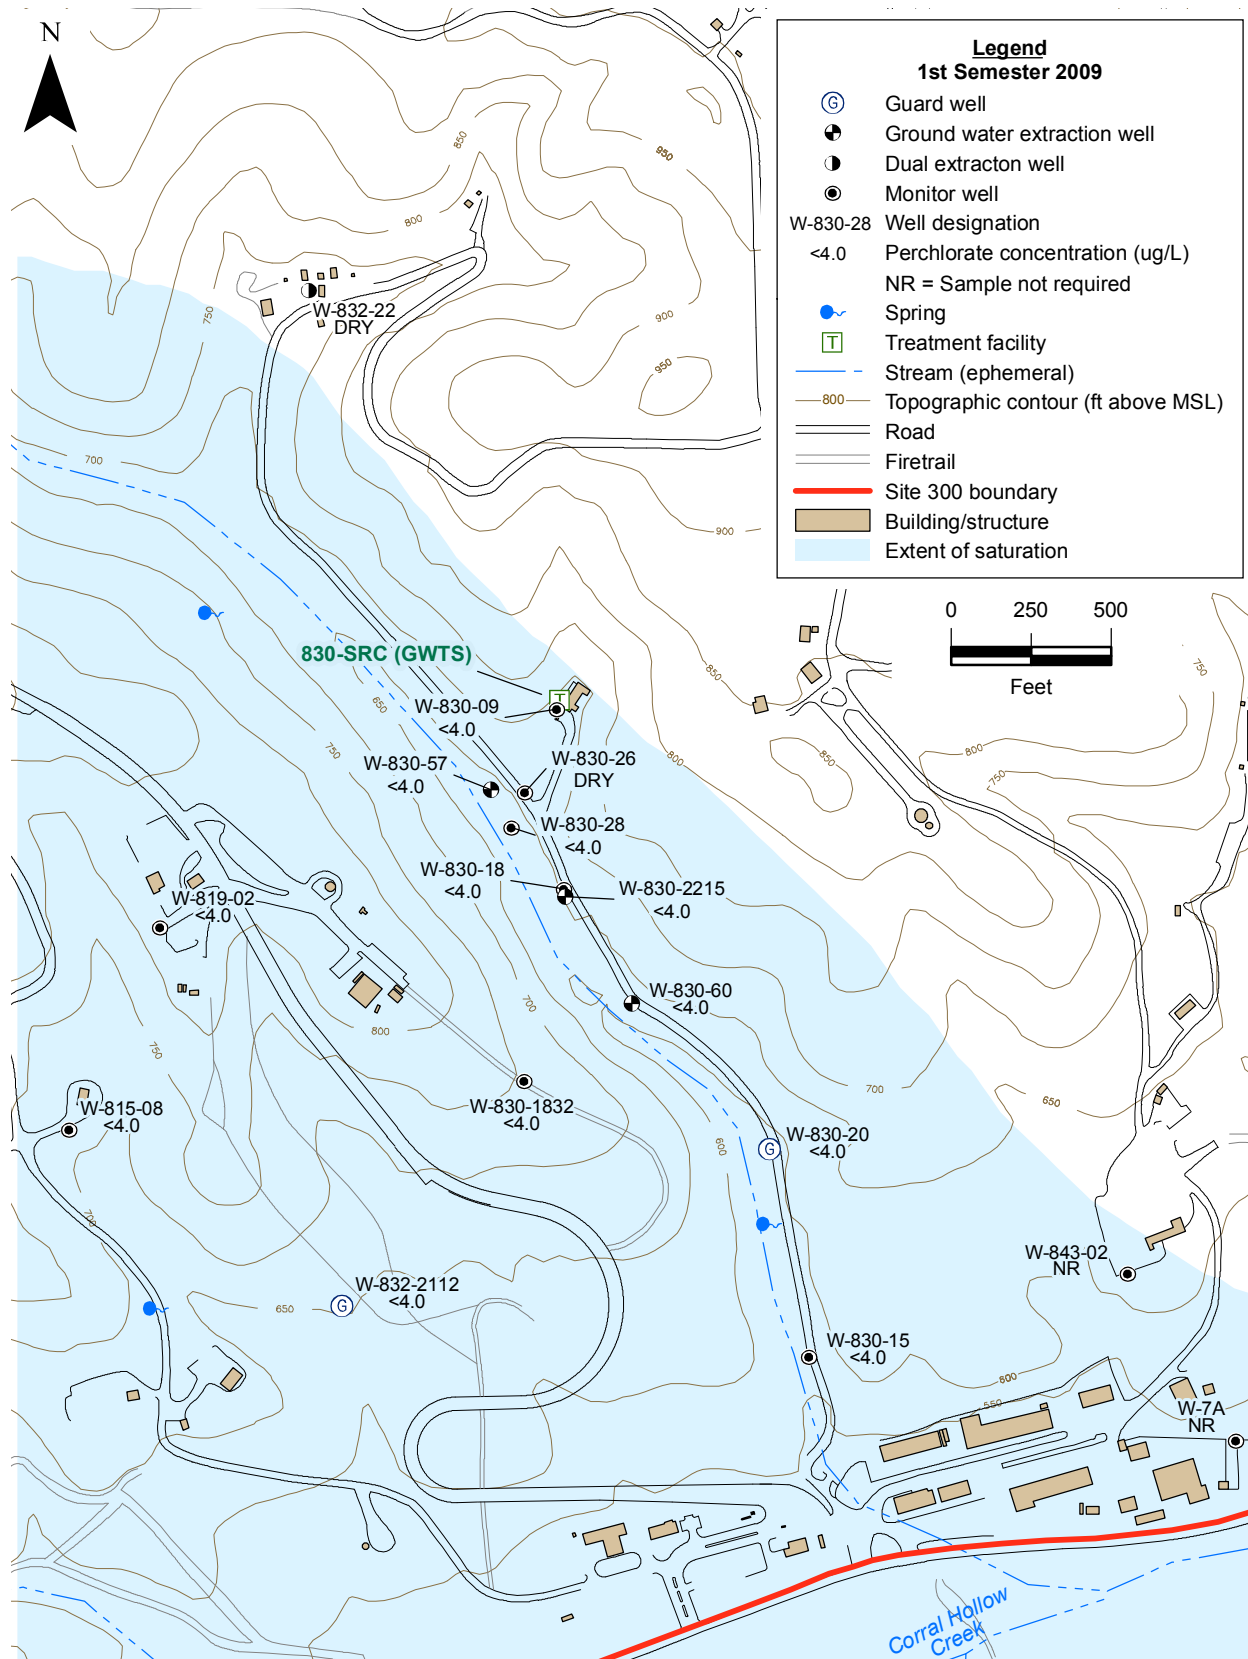 N
Legend
1st Semester 2009
G Guard well
Ground water extraction well
Dual extracton well
Monitor well
W-830-28 Well designation
<4.0 Perchlorate concentration (ug/L)
NR = Sample not required
Spring
T Treatment facility
Stream (ephemeral)
800 Topographic contour (ft above MSL)
Road
Firetrail
Site 300 boundary
Building/structure
Extent of saturation
0 250 500
Feet
850
950
800
750
W-832-22
DRY
900
950
700
900
830-SRC (GWTS)
T
850
750
650
W-830-09
<4.0
750
800
800
850
750
W-830-57
<4.0
W-830-26
DRY
W-830-28
<4.0
W-830-18
<4.0
W-830-2215
<4.0
W-819-02
<4.0
W-830-60
<4.0
700
800
750
700
650
W-815-08
<4.0
W-830-1832
<4.0
600
G
W-830-20
<4.0
700
W-843-02
NR
W-832-2112
<4.0
G
650
W-830-15
<4.0
800
550
W-7A
NR
Corral Hollow
Creek